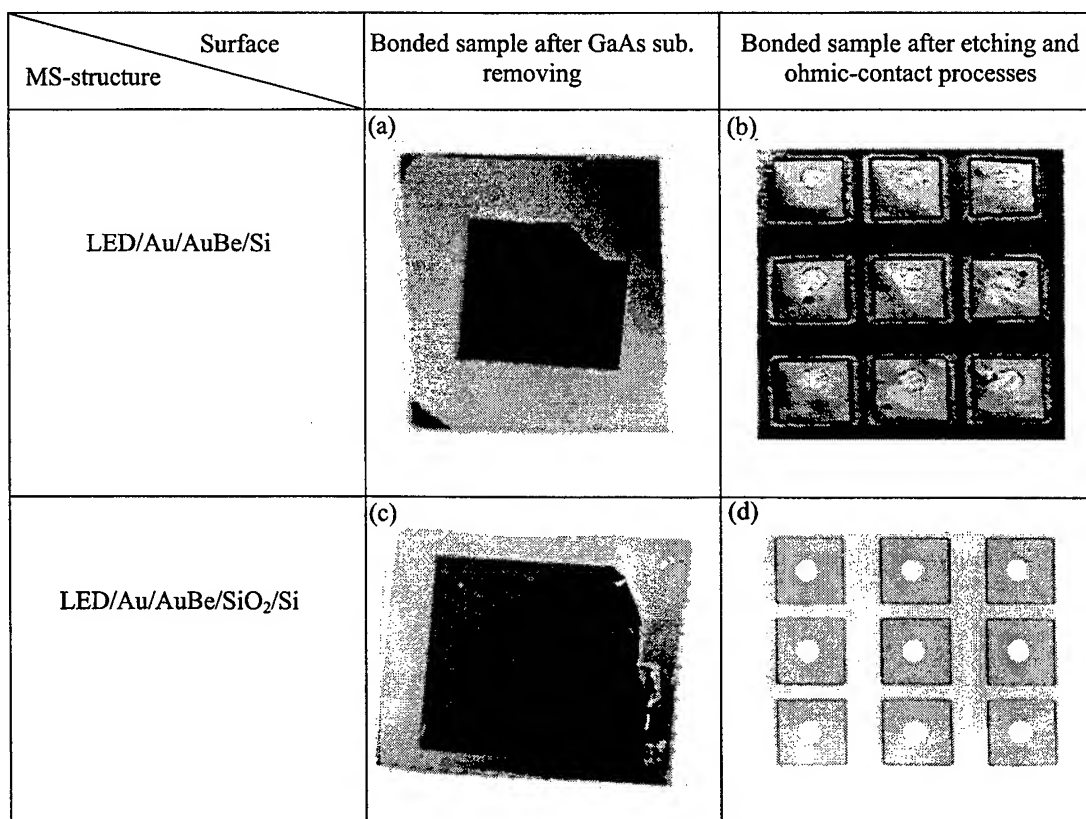 Surface
MS-structure
Bonded sample after GaAs sub.
removing
Bonded sample after etching and
ohmic-contact processes
LED/Au/AuBe/Si
(a)
(b)
LED/Au/AuBe/SiO₂/Si
(c)
(d)